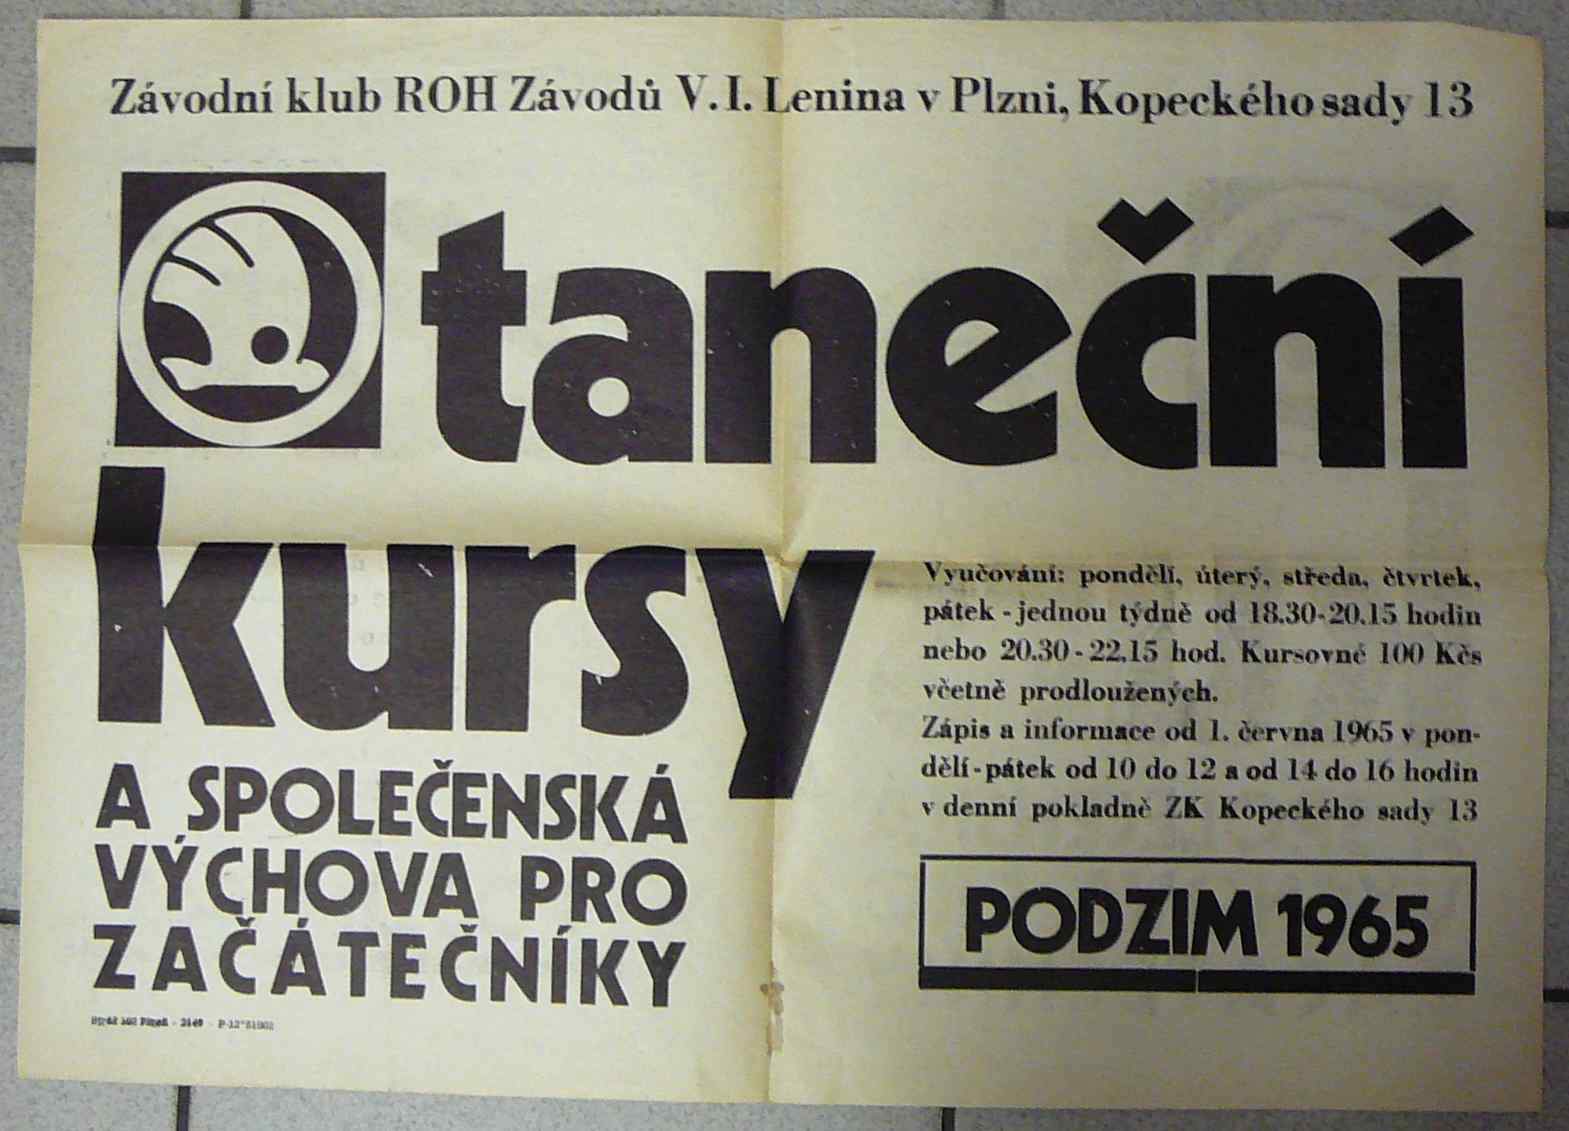 Závodní klub ROH Závodů V. I. Lenina v Plzni, Kopeckého sady 13
taneční
kursy
A SPOLEČENSKÁ
VÝCHOVA PRO
ZAČÁTEČNÍKY
Vyučování: pondělí, úterý, středa, čtvrtek,
pátek - jednou týdně od 18.30-20.15 hodin
nebo 20.30 - 22.15 hod. Kursovné 100 Kčs
včetně prodloužených.
Zápis a informace od 1. června 1965 v pon-
dělí - pátek od 10 do 12 a od 14 do 16 hodin
v denní pokladně ZK Kopeckého sady 13
PODZIM 1965
Plzeň